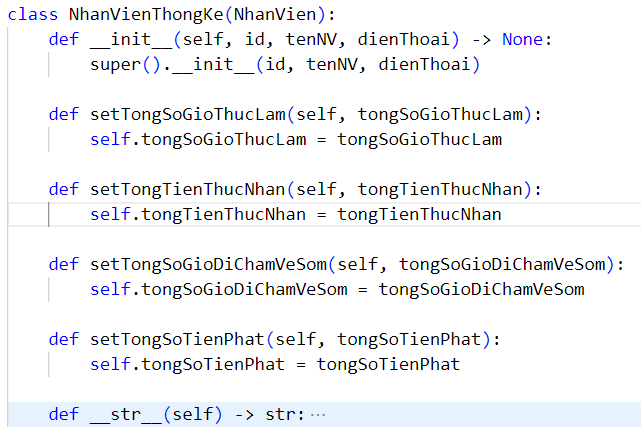 class NhanVienThongKe(NhanVien):
    def __init__(self, id, tenNV, dienThoai) -> None:
        super().__init__(id, tenNV, dienThoai)
    def setTongSoGioThucLam(self, tongSoGioThucLam):
        self.tongSoGioThucLam = tongSoGioThucLam
    def setTongTienThucNhan(self, tongTienThucNhan):
        self.tongTienThucNhan = tongTienThucNhan
    def setTongSoGioDiChamVeSom(self, tongSoGioDiChamVeSom):
        self.tongSoGioDiChamVeSom = tongSoGioDiChamVeSom
    def setTongSoTienPhat(self, tongSoTienPhat):
        self.tongSoTienPhat = tongSoTienPhat
    def __str__(self) -> str: ···